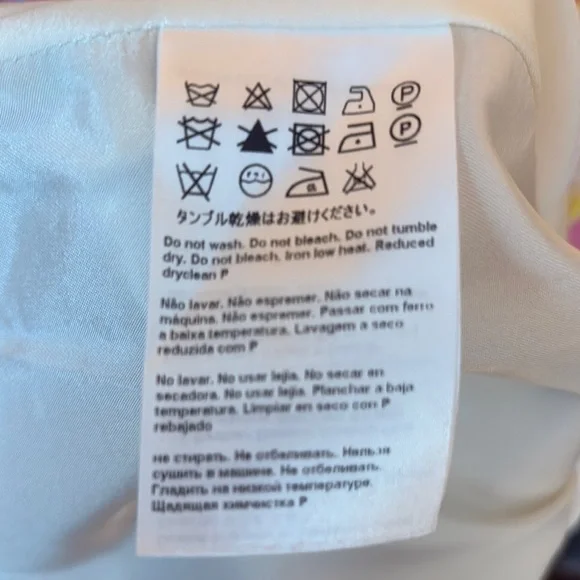 P
P
タンブル乾燥はお避けください。
Do not wash. Do not bleach. Do not tumble
dry. Do not bleach. Iron low heat. Reduced
dryclean P
Não lavar. Não espremer. Não secar na
máquina. Não espremer. Passar com ferro
a baixa temperatura. Lavagem a seco
reduzida com P
No lavar. No usar lejia. No secar en
secadora. No usar lejia. Planchar a baja
temperatura. Limpiar en seco con P
rebajado
не стирать. Не отбеливать. Нельзя
сушить в машине. Не отбеливать.
Гладить на низкой температуре.
Щадящая химчистка P